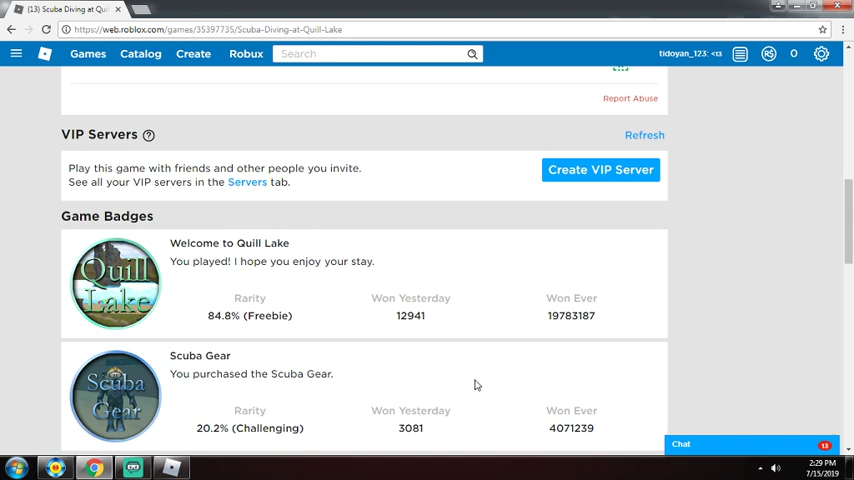 (13) Scuba Diving at Qui
https://web.roblox.com/games/35397735/Scuba-Diving-at-Quill-Lake
Games Catalog Create Robux Search tidoyan_123: <13 0
Report Abuse
VIP Servers Refresh
Play this game with friends and other people you invite.
See all your VIP servers in the Servers tab.
Create VIP Server
Game Badges
Quill
Lake
Welcome to Quill Lake
You played! I hope you enjoy your stay.
Rarity Won Yesterday Won Ever
84.8% (Freebie) 12941 19783187
Scuba
Gear
Scuba Gear
You purchased the Scuba Gear.
Rarity Won Yesterday Won Ever
20.2% (Challenging) 3081 4071239
Chat 13
2:29 PM
7/15/2019